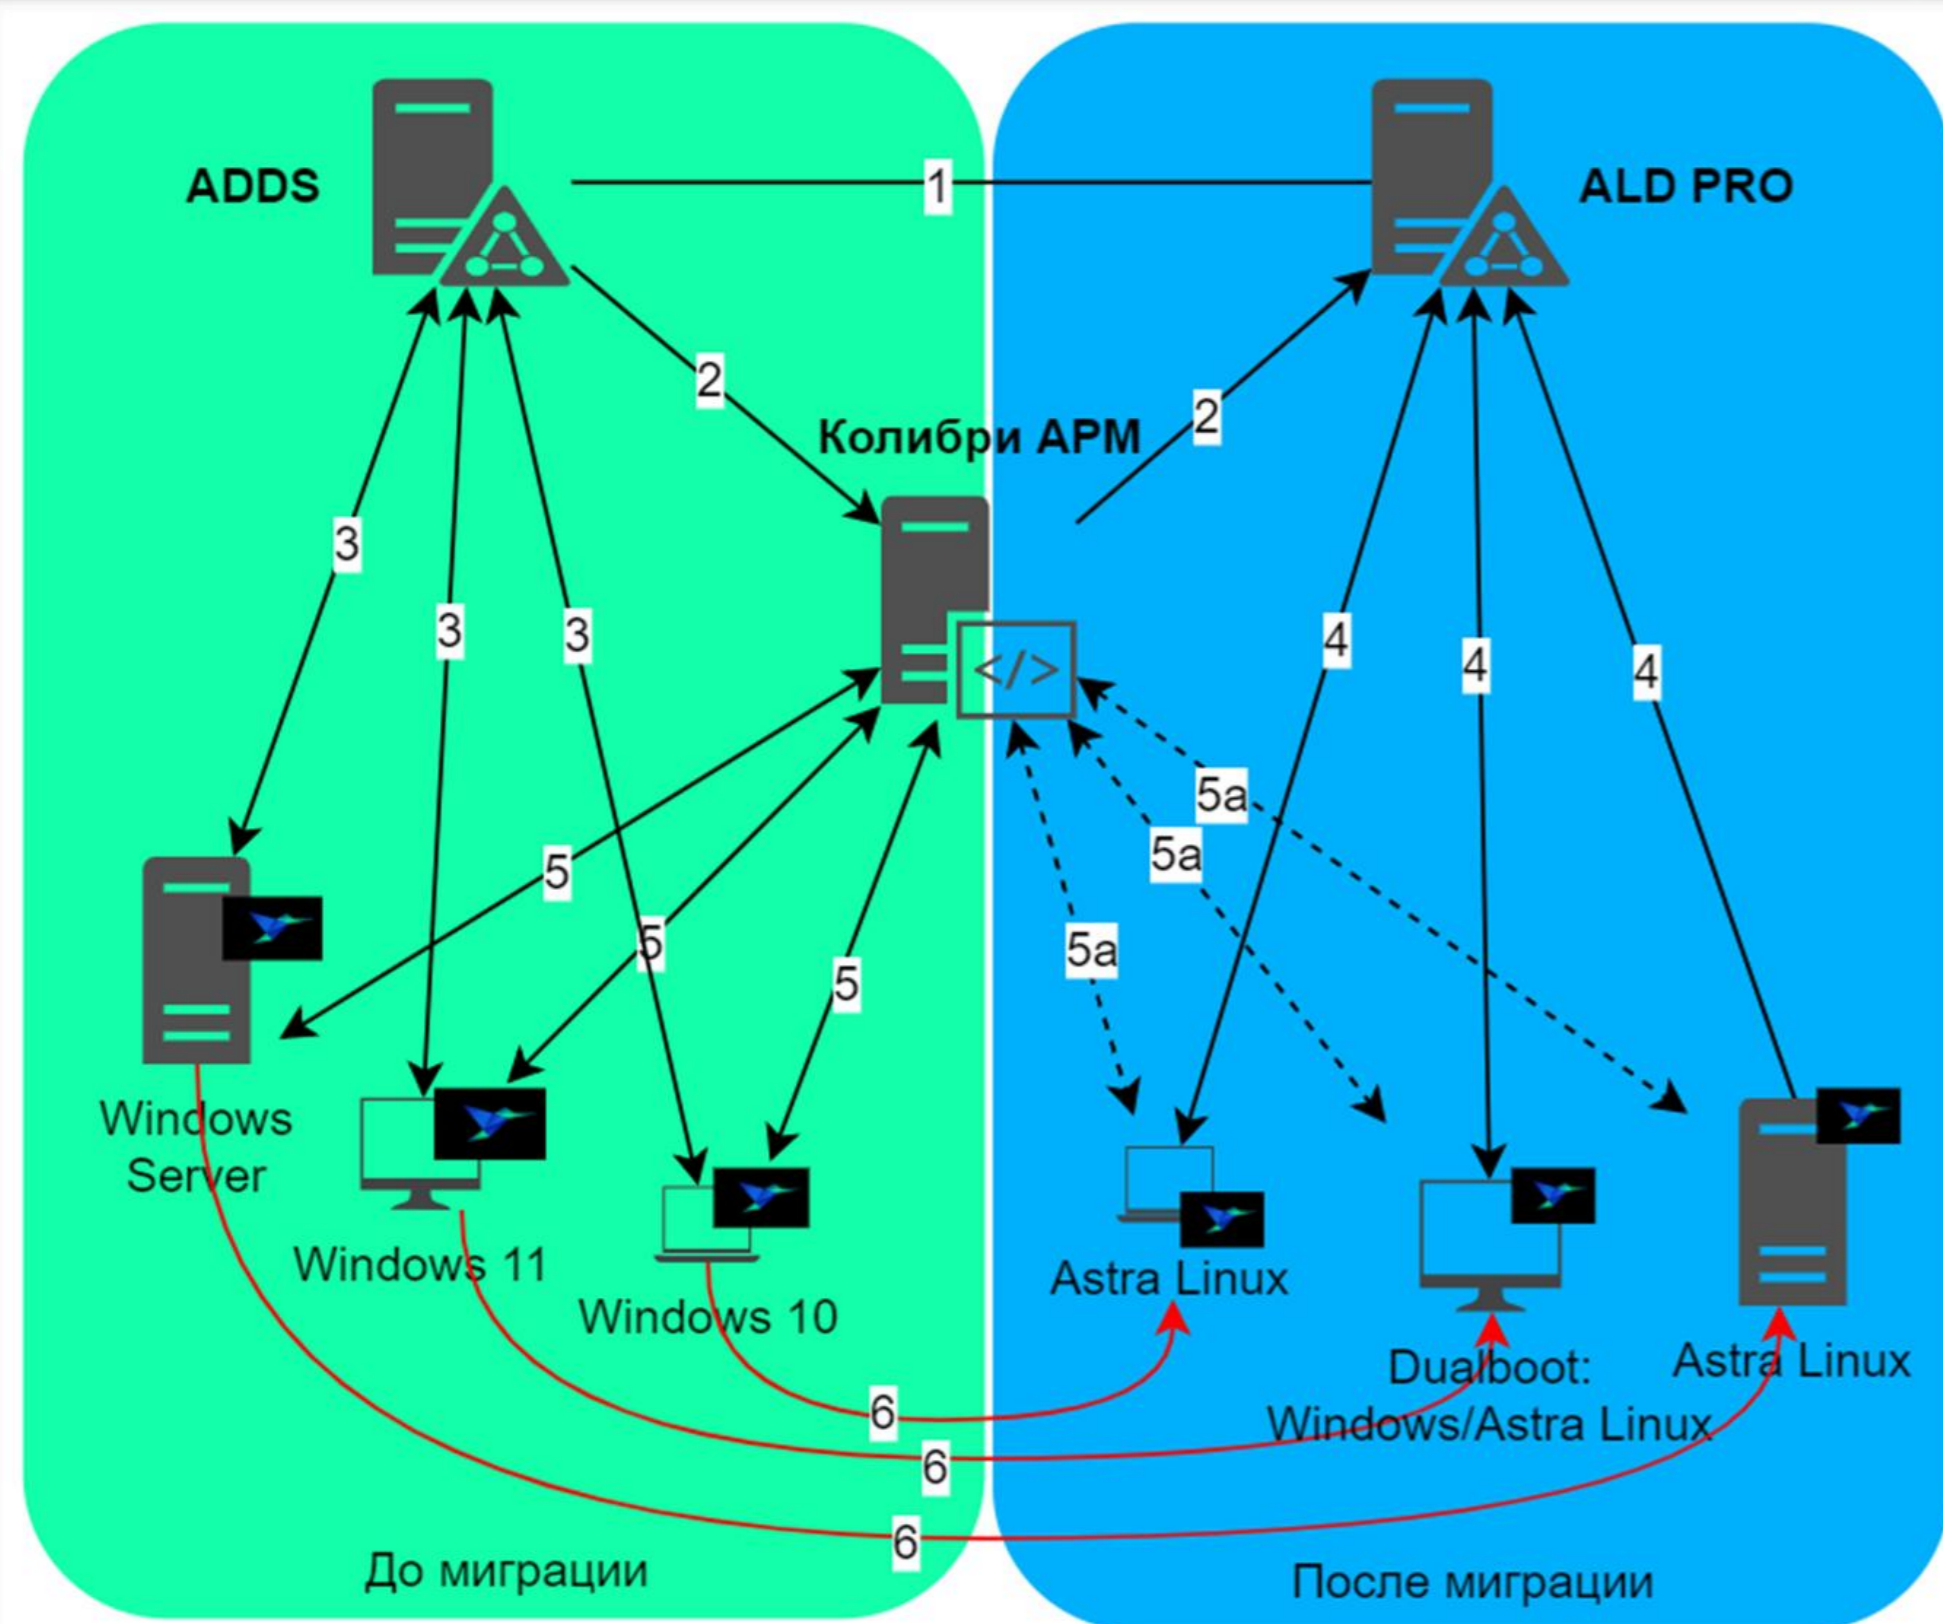 ADDS
1
ALD PRO
2
2
Колибри АРМ
3
3
3
4
4
4
</>
5a
5a
5a
5
5
5
Windows
Server
Windows 11
Windows 10
Astra Linux
Dualboot:
Windows/Astra Linux
Astra Linux
6
6
6
До миграции
После миграции